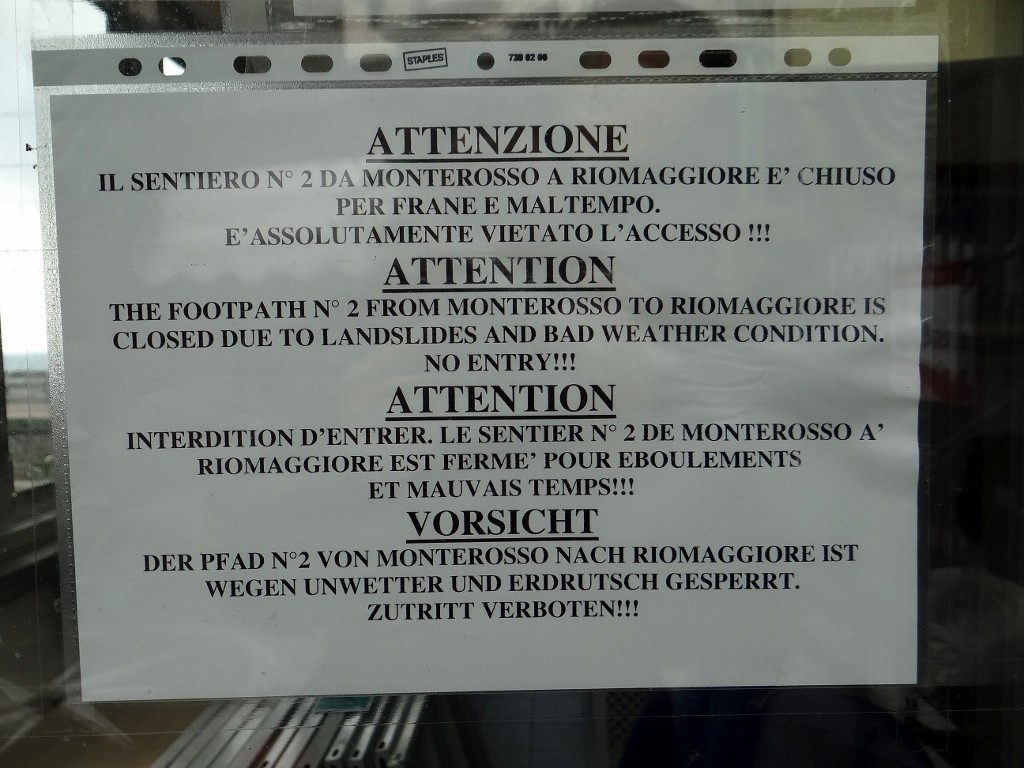 STAPLES 730 02 00
ATTENZIONE
IL SENTIERO N° 2 DA MONTEROSSO A RIOMAGGIORE E' CHIUSO
PER FRANE E MALTEMPO.
E'ASSOLUTAMENTE VIETATO L'ACCESSO !!!
ATTENTION
THE FOOTPATH N° 2 FROM MONTEROSSO TO RIOMAGGIORE IS
CLOSED DUE TO LANDSLIDES AND BAD WEATHER CONDITION.
NO ENTRY!!!
ATTENTION
INTERDITION D'ENTRER. LE SENTIER N° 2 DE MONTEROSSO A'
RIOMAGGIORE EST FERME' POUR EBOULEMENTS
ET MAUVAIS TEMPS!!!
VORSICHT
DER PFAD N°2 VON MONTEROSSO NACH RIOMAGGIORE IST
WEGEN UNWETTER UND ERDRUTSCH GESPERRT.
ZUTRITT VERBOTEN!!!